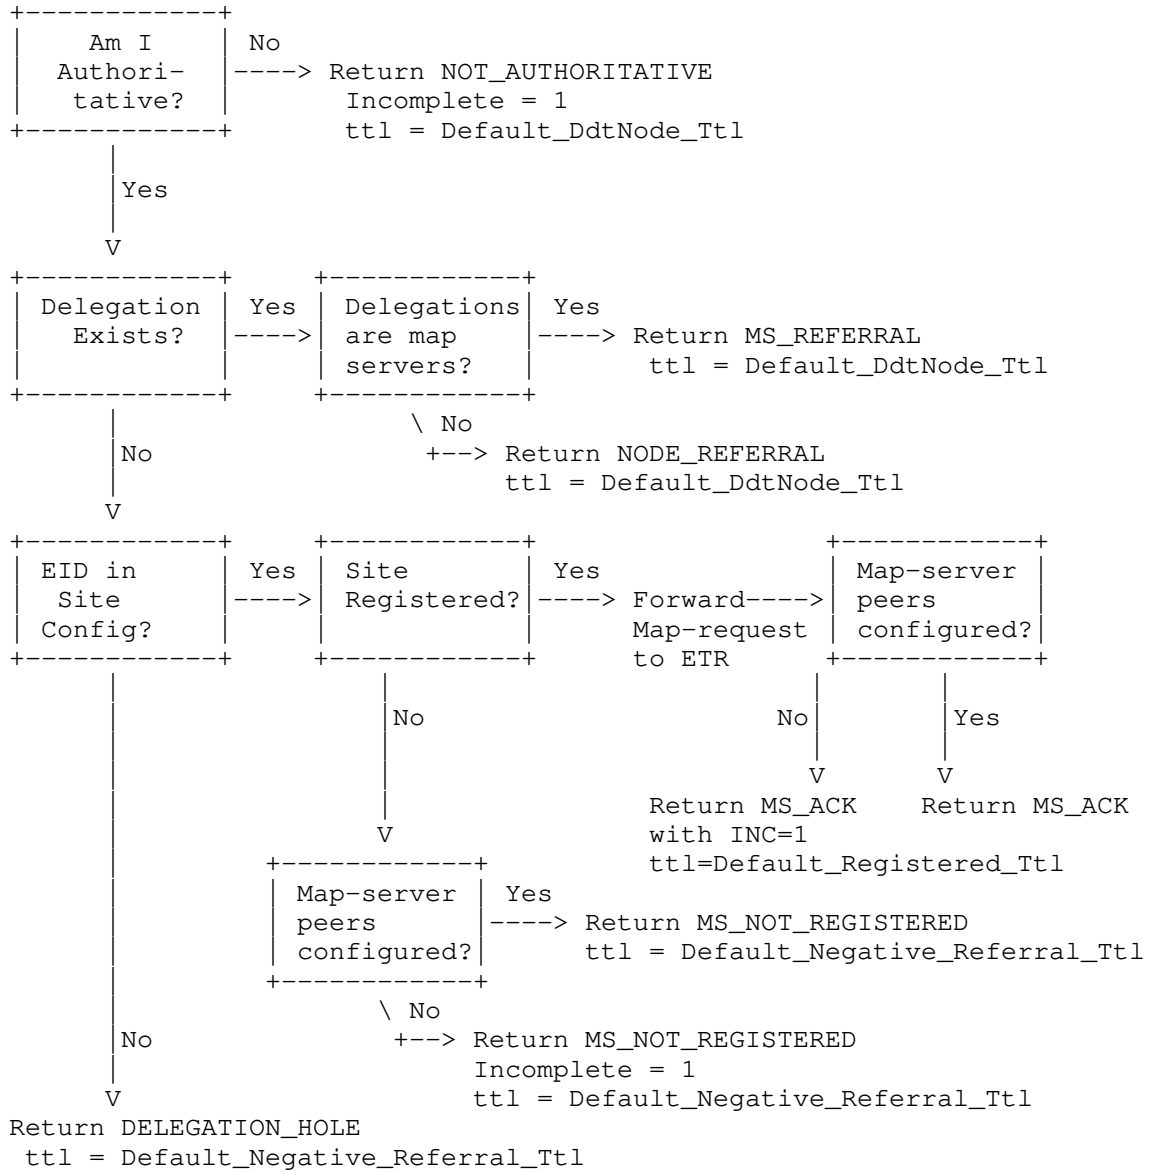 +------------+
|    Am I    | No
|  Authori-  |----> Return NOT_AUTHORITATIVE
|   tative?  |       Incomplete = 1
+------------+       ttl = Default_DdtNode_Ttl
      |
      |Yes
      |
      V
+------------+     +------------+
| Delegation | Yes | Delegations| Yes
|   Exists?  |---->| are map    |----> Return MS_REFERRAL
|            |     | servers?   |       ttl = Default_DdtNode_Ttl
+------------+     +------------+
      |                  \ No
      |No                 +--> Return NODE_REFERRAL
      |                        ttl = Default_DdtNode_Ttl
      V
+------------+     +------------+                  +------------+
| EID in     | Yes | Site       | Yes              | Map-server |
|  Site      |---->| Registered?|----> Forward---->| peers      |
| Config?    |     |            |      Map-request | configured?|
+------------+     +------------+      to ETR      +------------+
      |                |                          |       |
      |                |No                      No|       |Yes
      |                |                          |       |
      |                |                          V       V
      |                |                Return MS_ACK    Return MS_ACK
      |                V                with INC=1
      |         +------------+          ttl=Default_Registered_Ttl
      |         | Map-server | Yes
      |         | peers      |----> Return MS_NOT_REGISTERED
      |         | configured?|      ttl = Default_Negative_Referral_Ttl
      |         +------------+
      |                \ No
      |No               +--> Return MS_NOT_REGISTERED
      |                      Incomplete = 1
      V                      ttl = Default_Negative_Referral_Ttl
Return DELEGATION_HOLE
 ttl = Default_Negative_Referral_Ttl